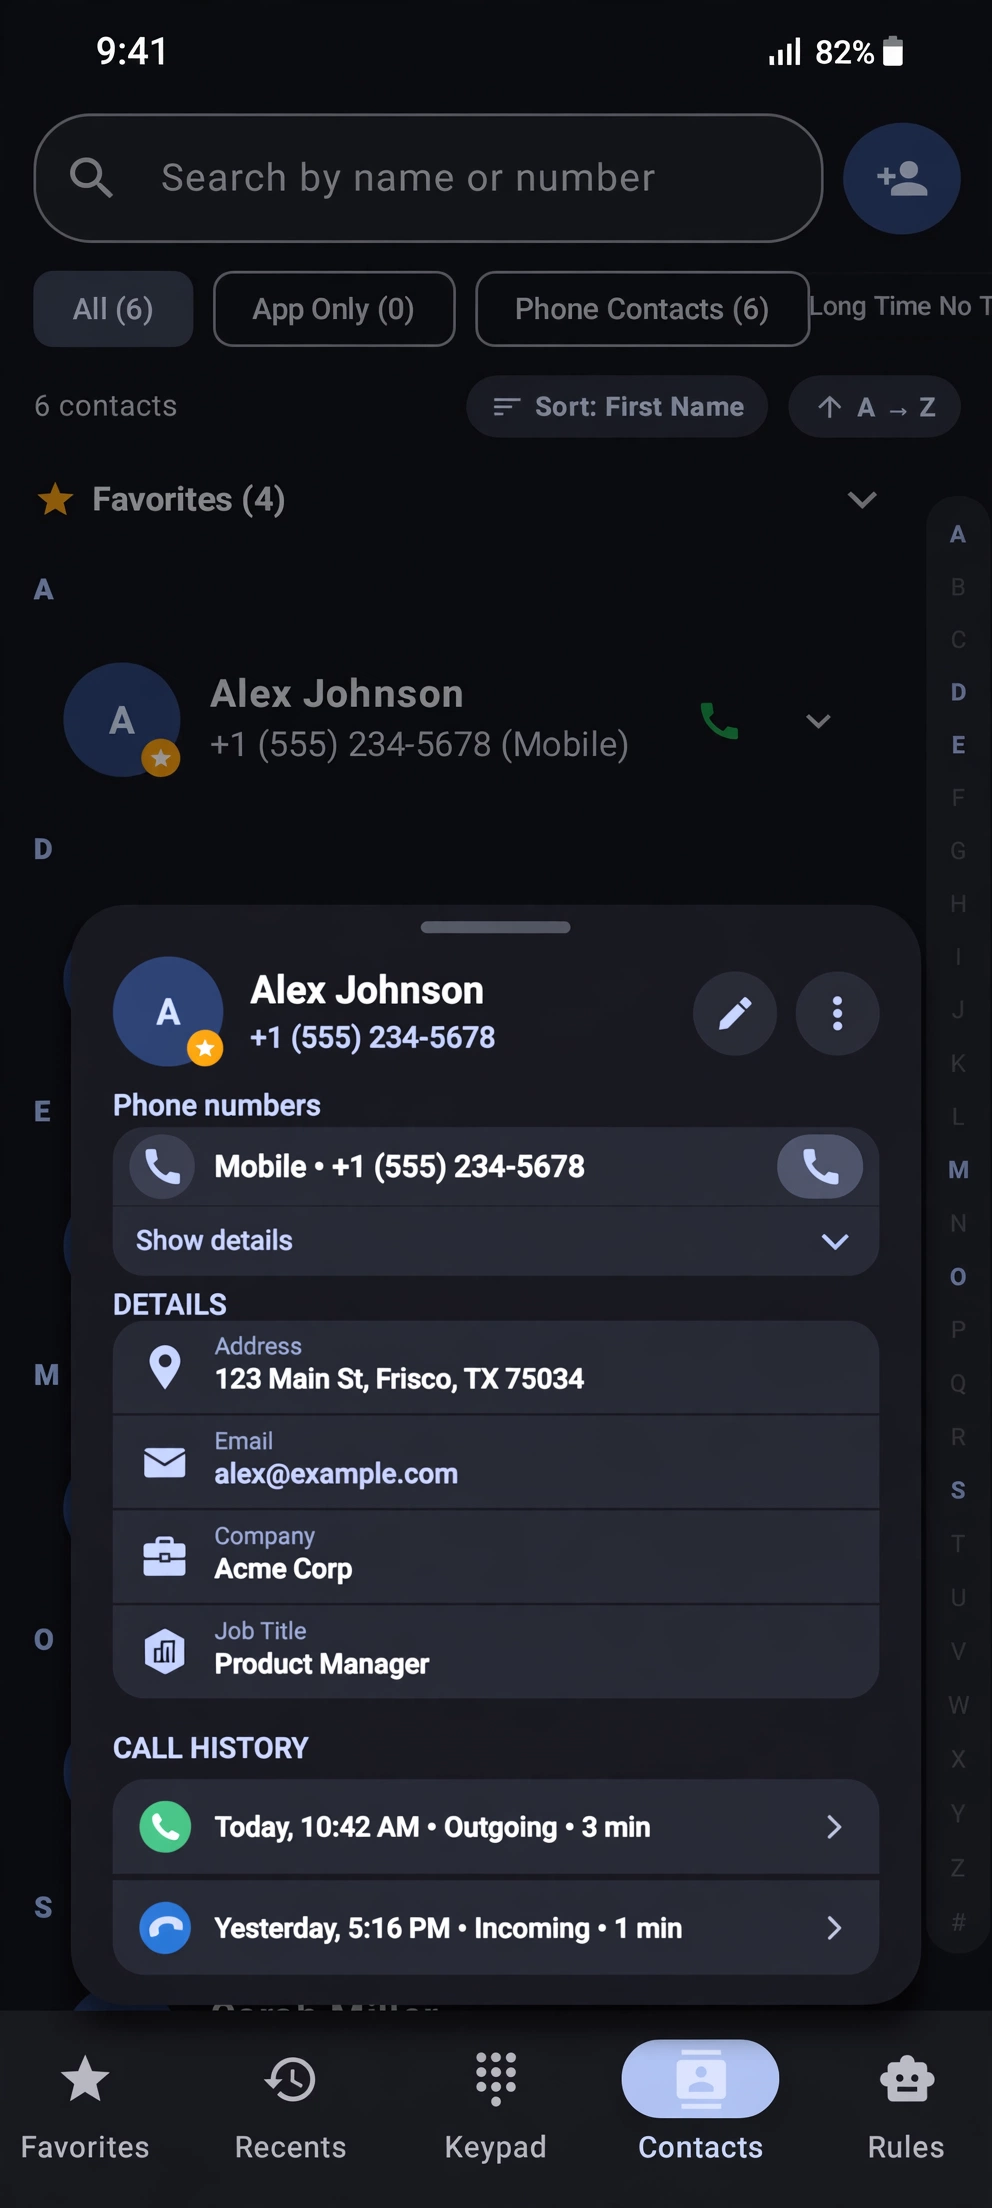 9:41
82%
Search by name or number
All (6)
App Only (0)
Phone Contacts (6)
Long Time No T
6 contacts
Sort: First Name
A → Z
Favorites (4)
A
A
Alex Johnson
+1 (555) 234-5678 (Mobile)
D
E
M
O
S
A
Alex Johnson
+1 (555) 234-5678
Phone numbers
Mobile • +1 (555) 234-5678
Show details
DETAILS
Address
123 Main St, Frisco, TX 75034
Email
alex@example.com
Company
Acme Corp
Job Title
Product Manager
CALL HISTORY
Today, 10:42 AM • Outgoing • 3 min
Yesterday, 5:16 PM • Incoming • 1 min
A
B
C
D
E
F
G
H
I
J
K
L
M
N
O
P
Q
R
S
T
U
V
W
X
Y
Z
#
Favorites
Recents
Keypad
Contacts
Rules